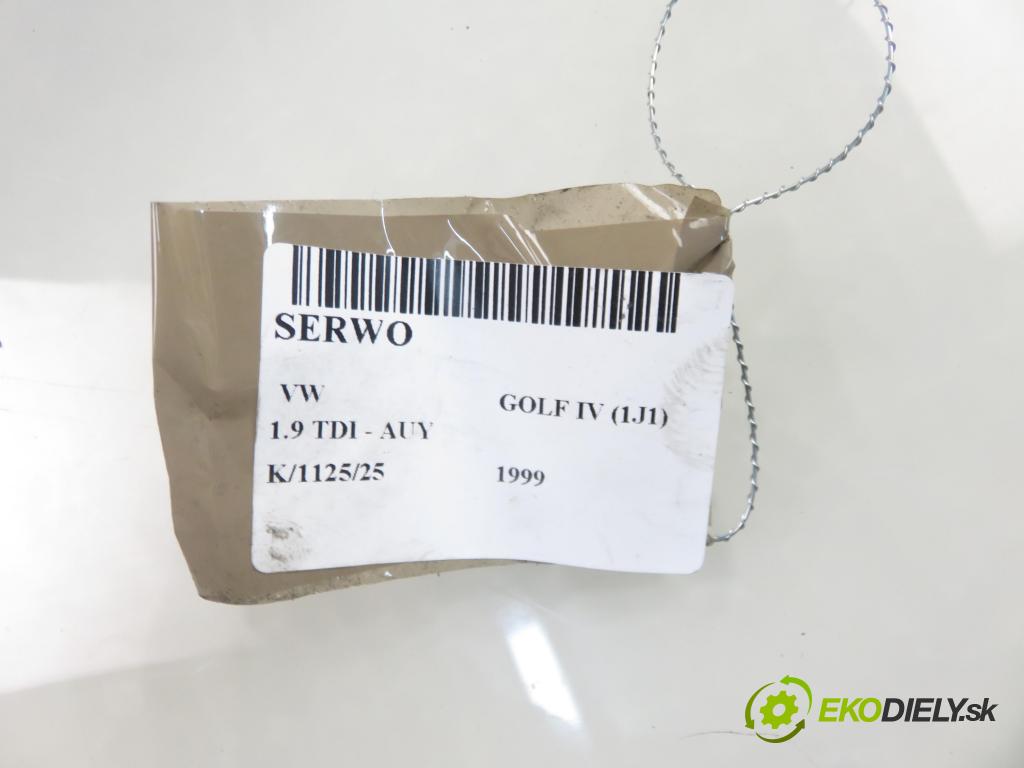 SERWO
VW GOLF IV (1J1)
1.9 TDI - AUY
K/1125/25 1999
EKODIELY.sk